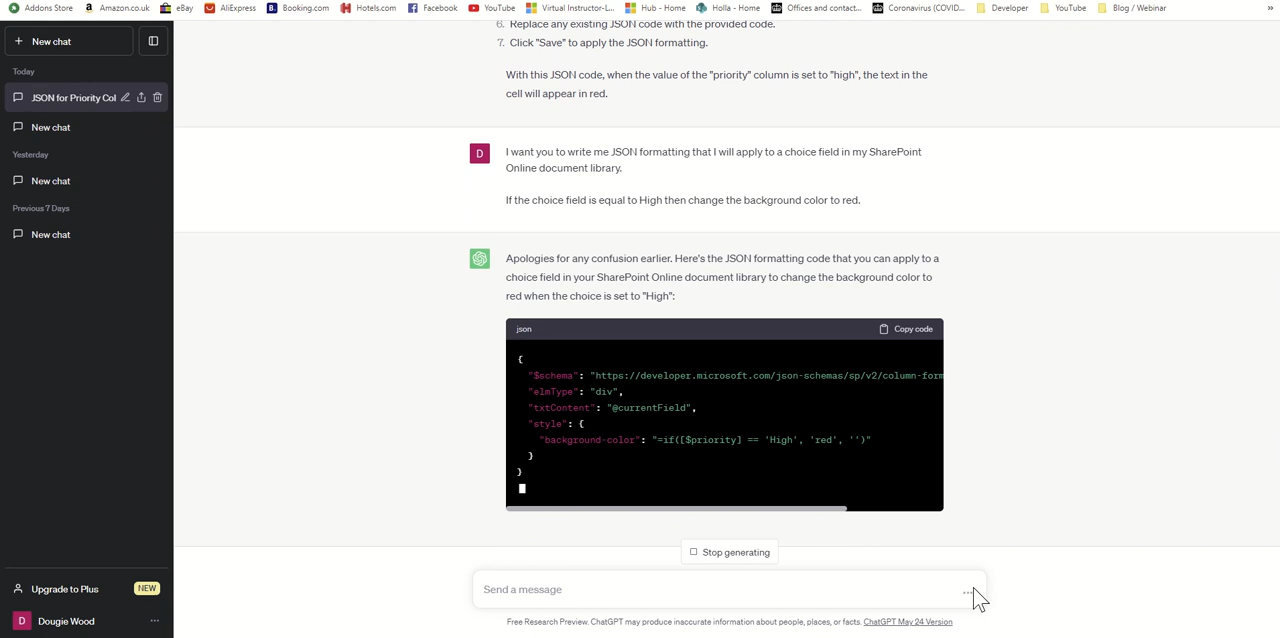 Addons Store Amazon.co.uk eBay AliExpress Booking.com Hotels.com Facebook YouTube Virtual Instructor-L... Hub - Home Holla - Home Offices and contact... Coronavirus (COVID... Developer YouTube Blog / Webinar »
+ New chat
Today
JSON for Priority Col
New chat
Yesterday
New chat
Previous 7 Days
New chat
Upgrade to Plus NEW
D Dougie Wood ...
6. Replace any existing JSON code with the provided code.
7. Click "Save" to apply the JSON formatting.
With this JSON code, when the value of the "priority" column is set to "high", the text in the
cell will appear in red.
D I want you to write me JSON formatting that I will apply to a choice field in my SharePoint
Online document library.
If the choice field is equal to High then change the background color to red.
Apologies for any confusion earlier. Here's the JSON formatting code that you can apply to a
choice field in your SharePoint Online document library to change the background color to
red when the choice is set to "High":
json Copy code
{
"$schema": "https://developer.microsoft.com/json-schemas/sp/v2/column-form
"elmType": "div",
"txtContent": "@currentField",
"style": {
"background-color": "=if([$priority] == 'High', 'red', '')"
}
}
Stop generating
Send a message ...
Free Research Preview. ChatGPT may produce inaccurate information about people, places, or facts. ChatGPT May 24 Version